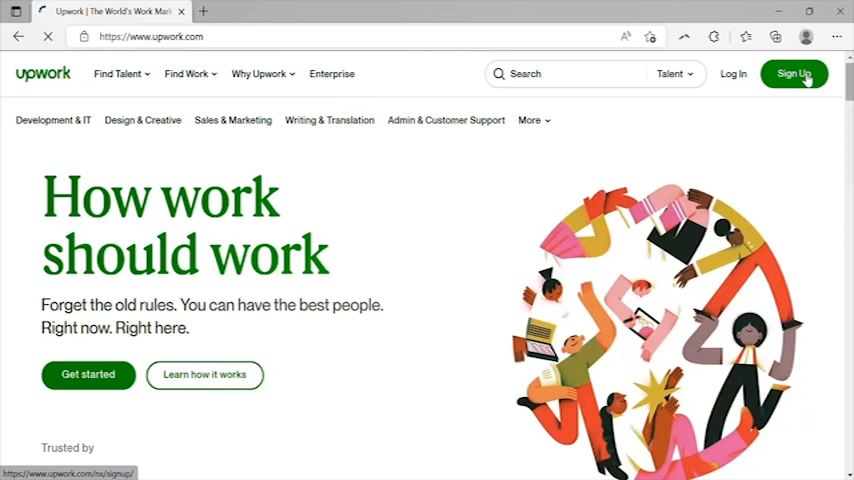 Upwork | The World's Work Mar
https://www.upwork.com
upwork
Find Talent
Find Work
Why Upwork
Enterprise
Search
Talent
Log In
Sign Up
Development & IT
Design & Creative
Sales & Marketing
Writing & Translation
Admin & Customer Support
More
How work
should work
Forget the old rules. You can have the best people.
Right now. Right here.
Get started
Learn how it works
Trusted by
https://www.upwork.com/nx/signup/